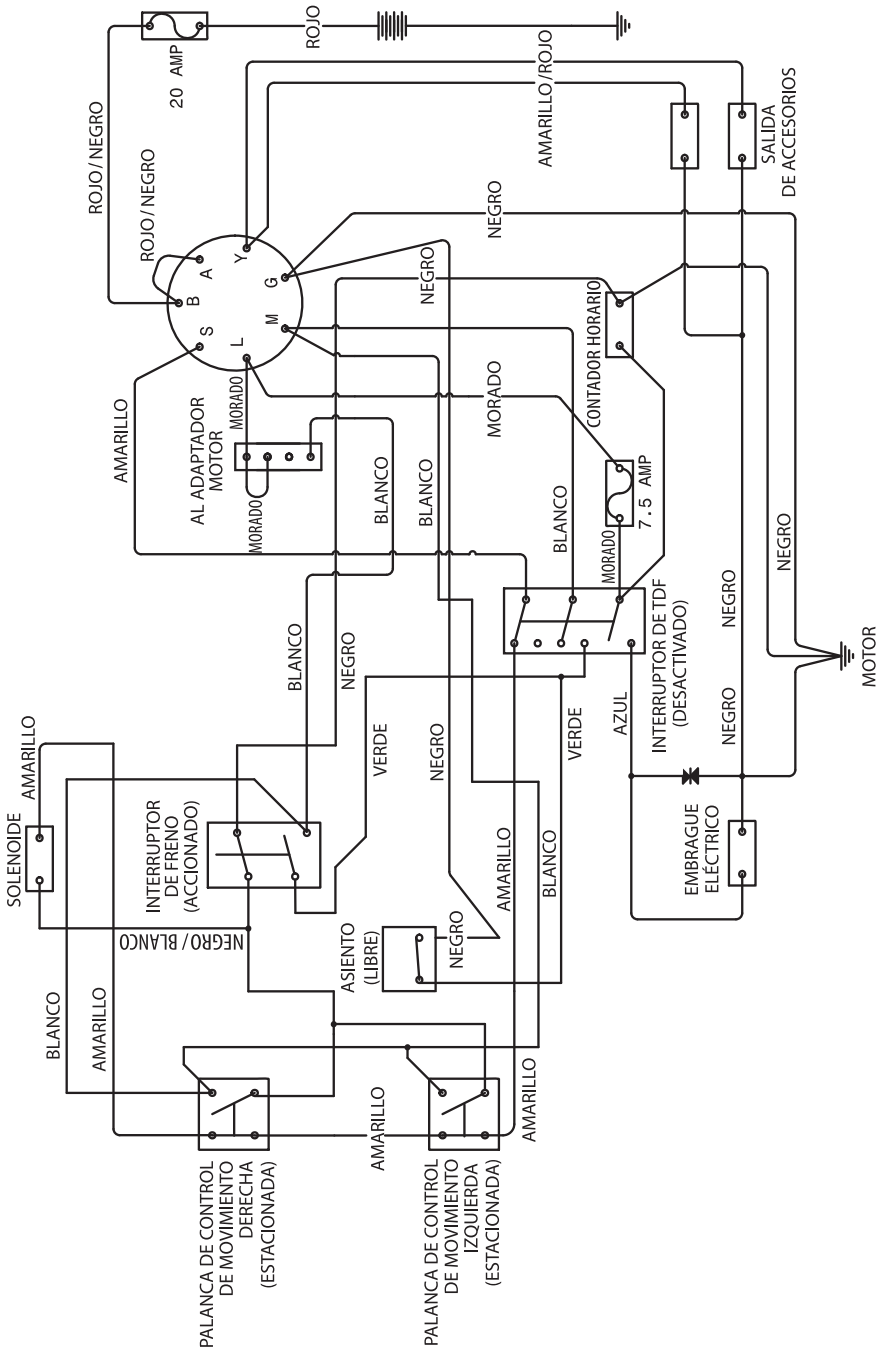 ROJO
20 AMP
ROJO / NEGRO
ROJO / NEGRO
AMARILLO / ROJO
SALIDA
DE ACCESORIOS
B
A
S
Y
L
G
M
NEGRO
NEGRO
AMARILLO
AL ADAPTADOR
MOTOR
MORADO
MORADO
MORADO
CONTADOR HORARIO
BLANCO
BLANCO
BLANCO
7.5 AMP
MORADO
NEGRO
NEGRO
BLANCO
NEGRO
INTERRUPTOR DE TDF
(DESACTIVADO)
MOTOR
SOLENOIDE
AMARILLO
VERDE
NEGRO
VERDE
AZUL
NEGRO
INTERRUPTOR
DE FRENO
(ACCIONADO)
NEGRO / BLANCO
AMARILLO
BLANCO
EMBRAGUE
ELÉCTRICO
ASIENTO
(LIBRE)
NEGRO
BLANCO
AMARILLO
AMARILLO
AMARILLO
PALANCA DE CONTROL
DE MOVIMIENTO
DERECHA
(ESTACIONADA)
PALANCA DE CONTROL
DE MOVIMIENTO
IZQUIERDA
(ESTACIONADA)